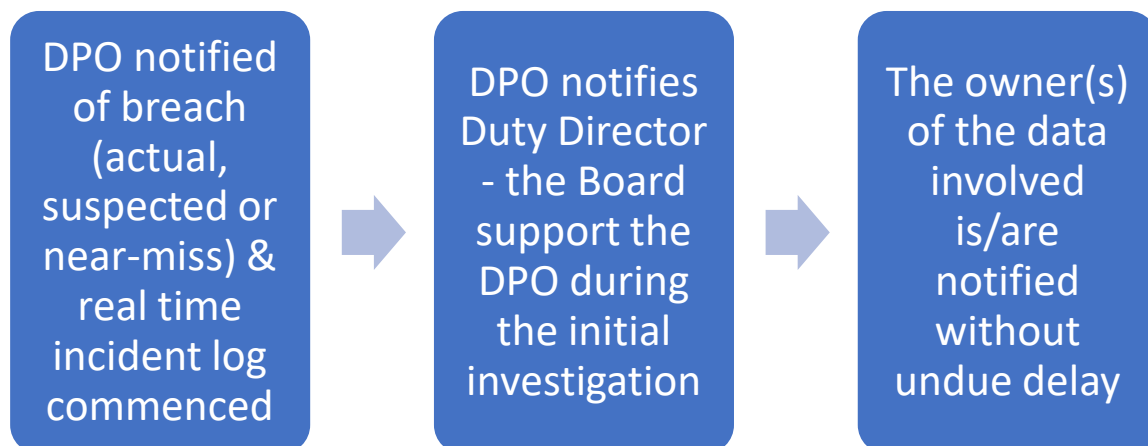 DPO notified
of breach
(actual,
suspected or
near-miss) &
real time
incident log
commenced
DPO notifies
Duty Director
- the Board
support the
DPO during
the initial
investigation
The owner(s)
of the data
involved
is/are
notified
without
undue delay